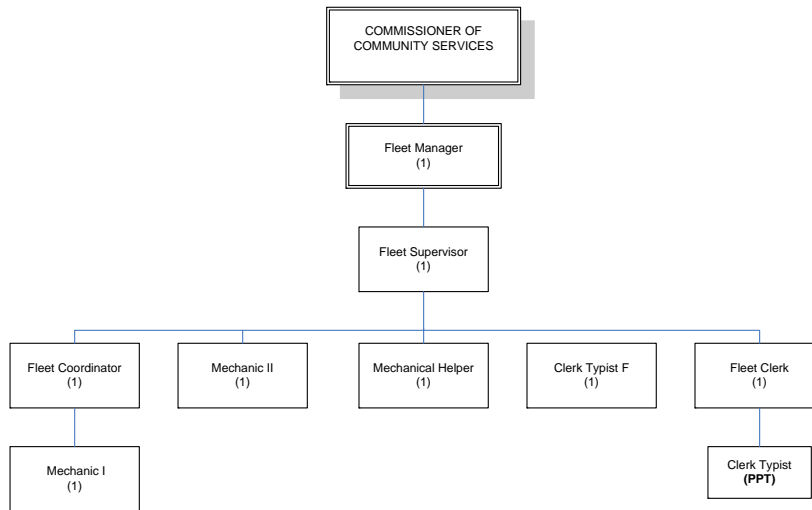 COMMISSIONER OF
COMMUNITY SERVICES
Fleet Manager
(1)
Fleet Supervisor
(1)
Fleet Coordinator
(1)
Mechanic II
(1)
Mechanical Helper
(1)
Clerk Typist F
(1)
Fleet Clerk
(1)
Mechanic I
(1)
Clerk Typist
(PPT)